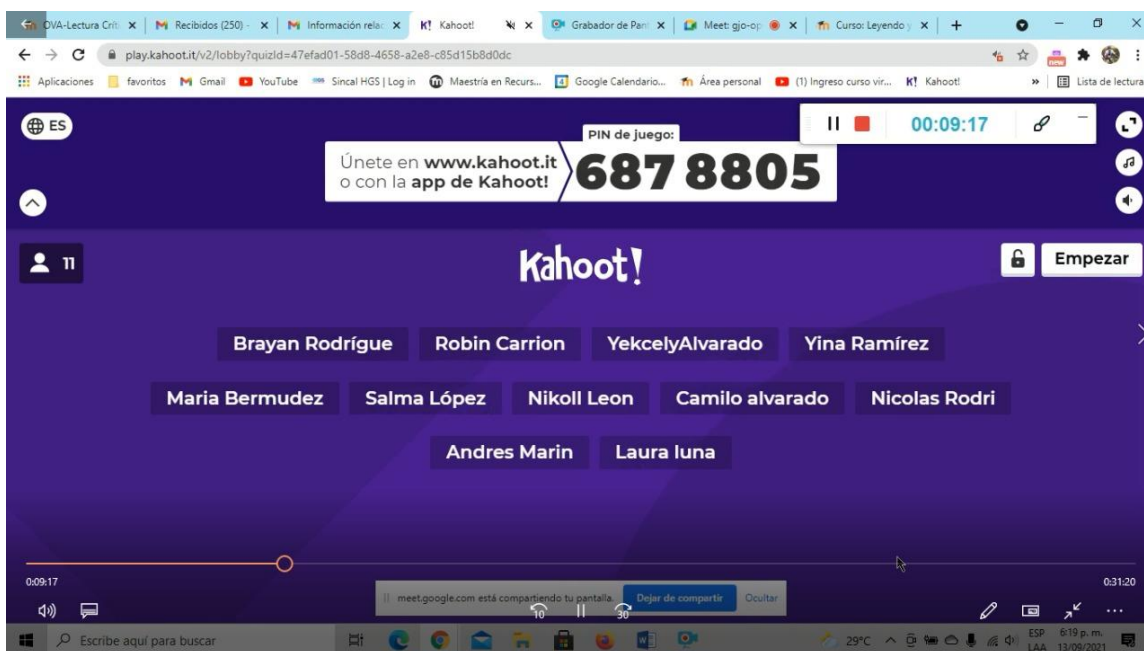 OVA-Lectura Crít
Recibidos (250) -
Información relac
Kahoot!
Grabador de Pan
Meet: gjo-op
Curso: Leyendo y
play.kahoot.it/v2/lobby?quizId=47efad01-58d8-4658-a2e8-c85d15b8d0dc
Aplicaciones favoritos Gmail YouTube Sincal HGS | Log in Maestría en Recurs... Google Calendario... Área personal (1) Ingreso curso vir... Kahoot! » Lista de lectura
ES
Únete en www.kahoot.it
o con la app de Kahoot!
PIN de juego:
687 8805
00:09:17
11
Kahoot!
Empezar
Brayan Rodrígue Robin Carrion YekcelyAlvarado Yina Ramírez
Maria Bermudez Salma López Nikoll Leon Camilo alvarado Nicolas Rodri
Andres Marin Laura luna
0:09:17
0:31:20
meet.google.com está compartiendo tu pantalla. Dejar de compartir Ocultar
10 30
Escribe aquí para buscar
29°C
ESP
LAA
6:19 p. m.
13/09/2021